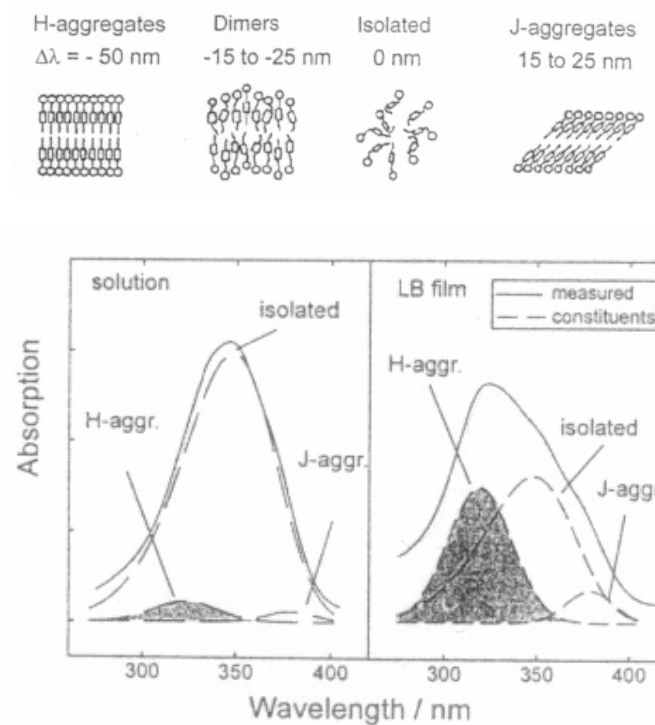 H-aggregates Dimers Isolated J-aggregates
Δλ = - 50 nm -15 to -25 nm 0 nm 15 to 25 nm
solution
isolated
H-aggr.
J-aggr.
LB film
measured
constituents
H-aggr.
isolated
J-aggr
Absorption
300 350 400 300 350 400
Wavelength / nm